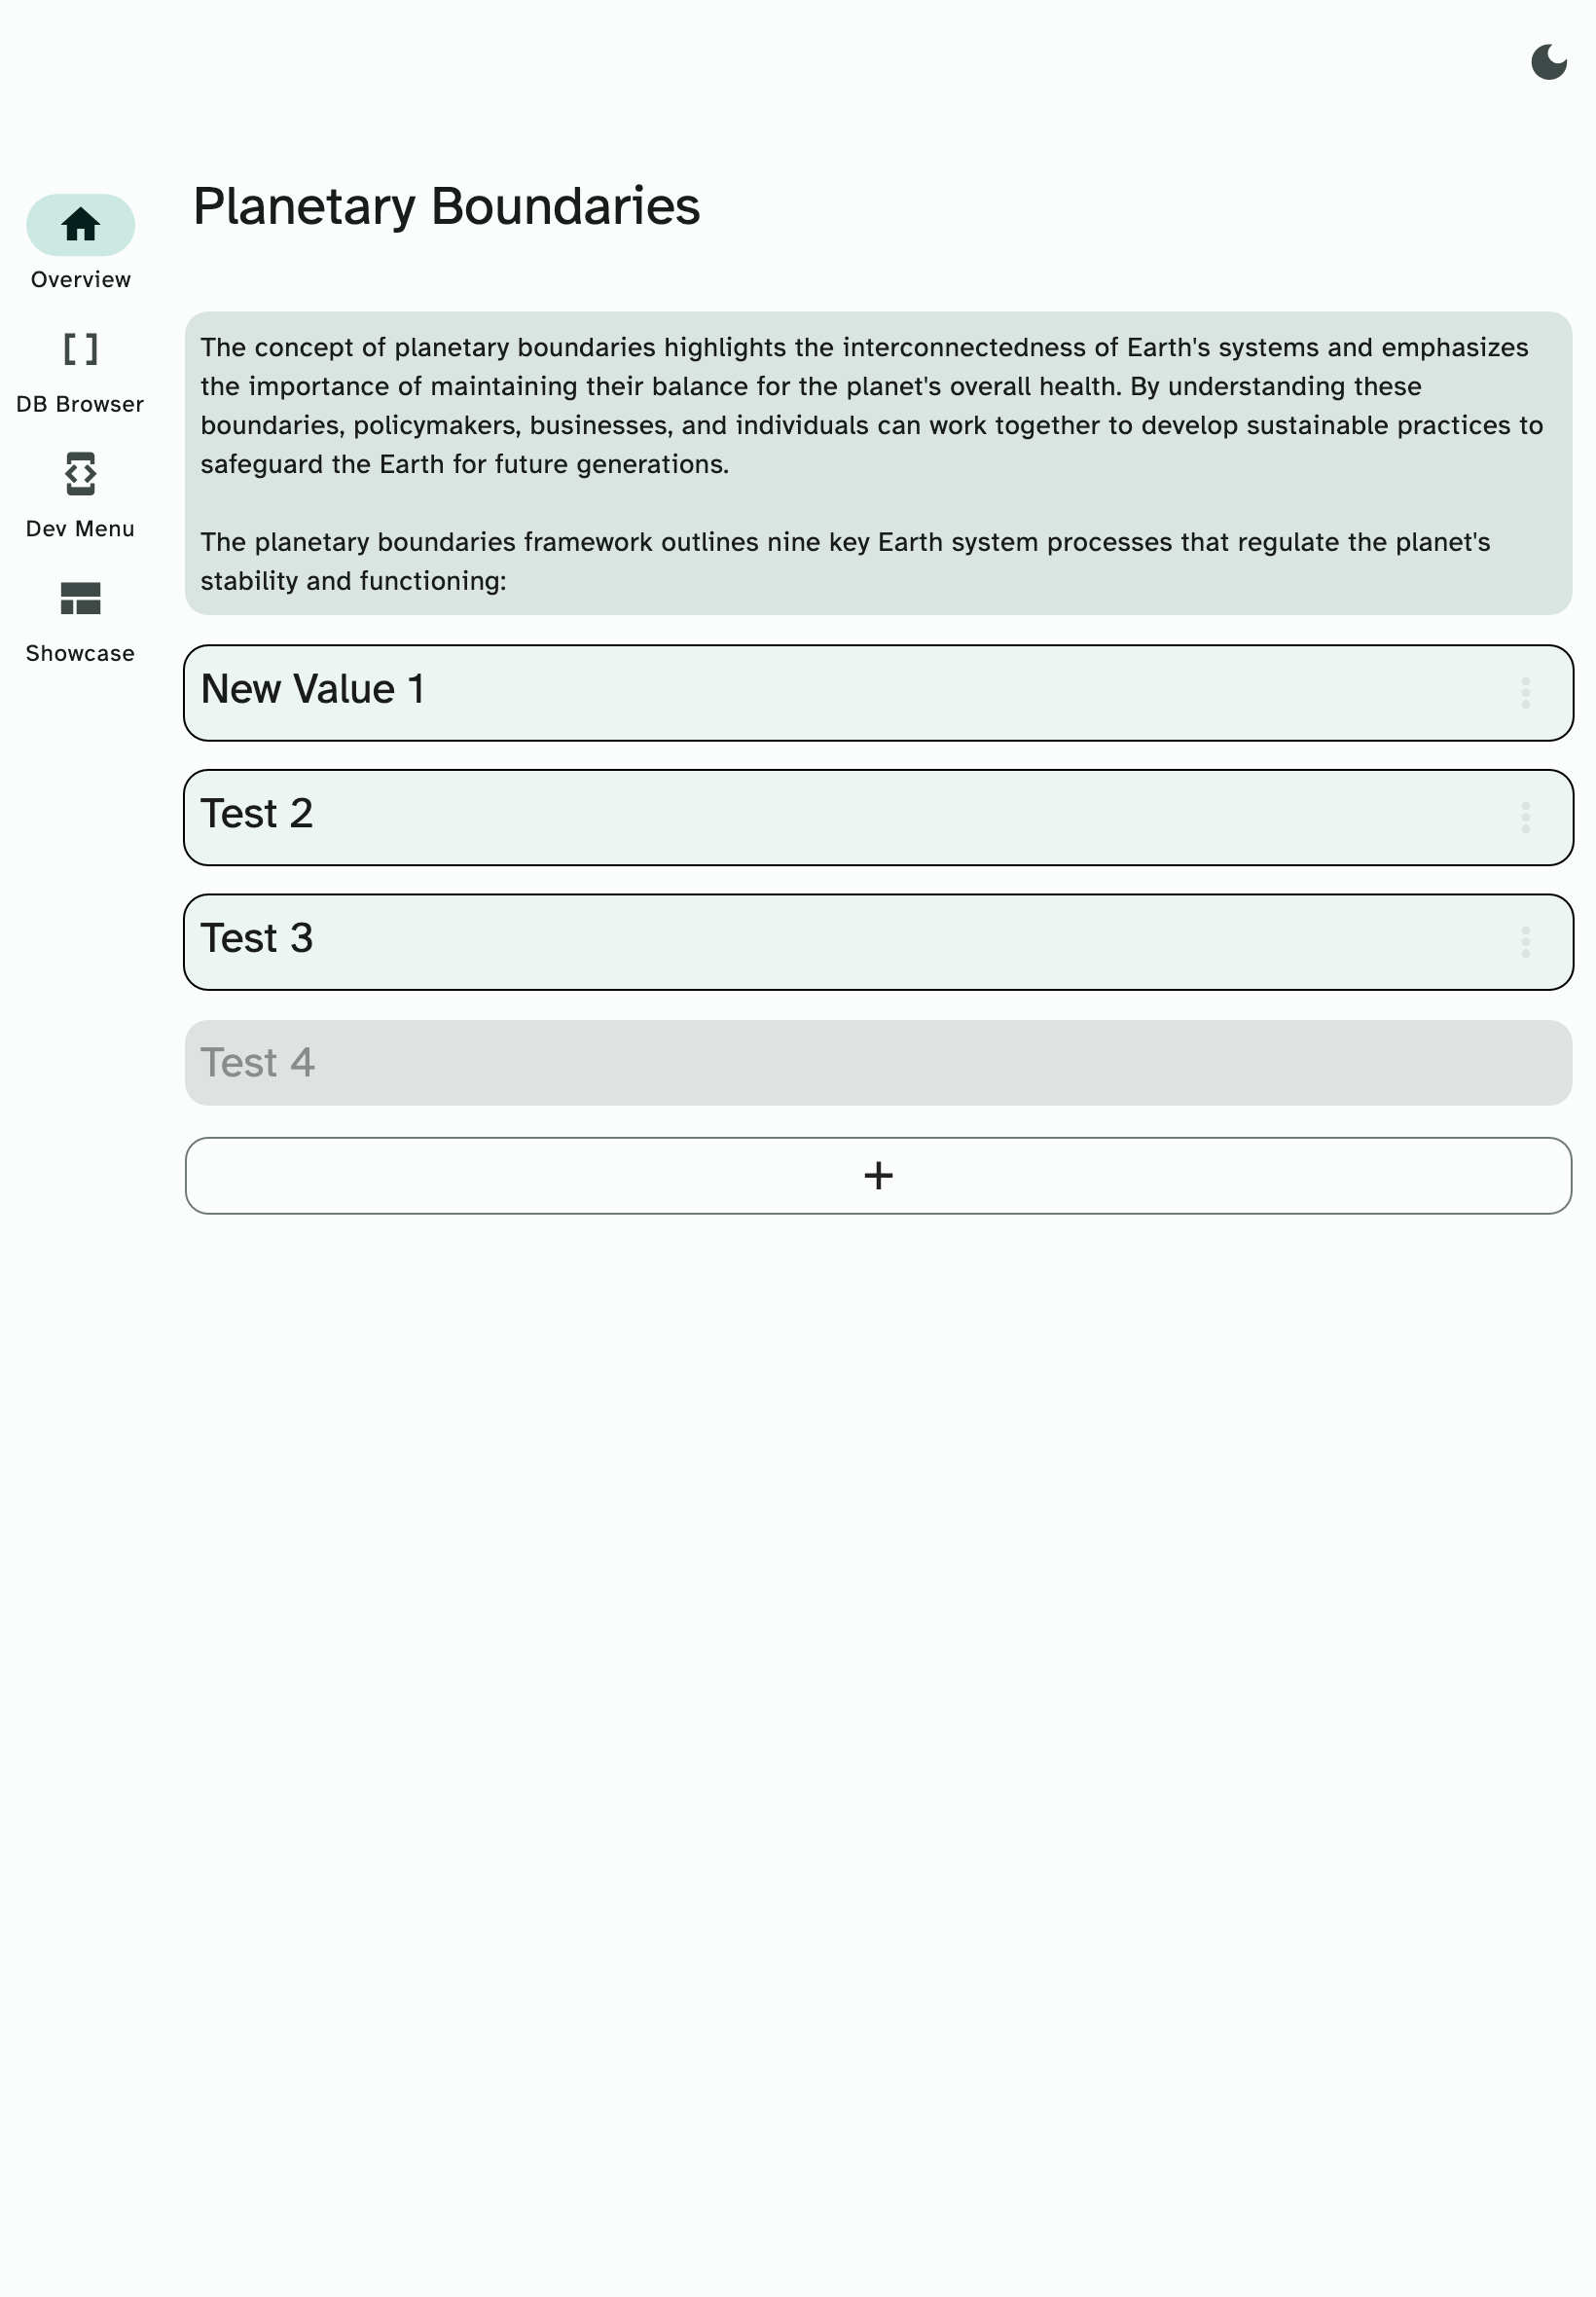 Planetary Boundaries
Overview
DB Browser
Dev Menu
Showcase
The concept of planetary boundaries highlights the interconnectedness of Earth's systems and emphasizes
the importance of maintaining their balance for the planet's overall health. By understanding these
boundaries, policymakers, businesses, and individuals can work together to develop sustainable practices to
safeguard the Earth for future generations.
The planetary boundaries framework outlines nine key Earth system processes that regulate the planet's
stability and functioning:
New Value 1
Test 2
Test 3
Test 4